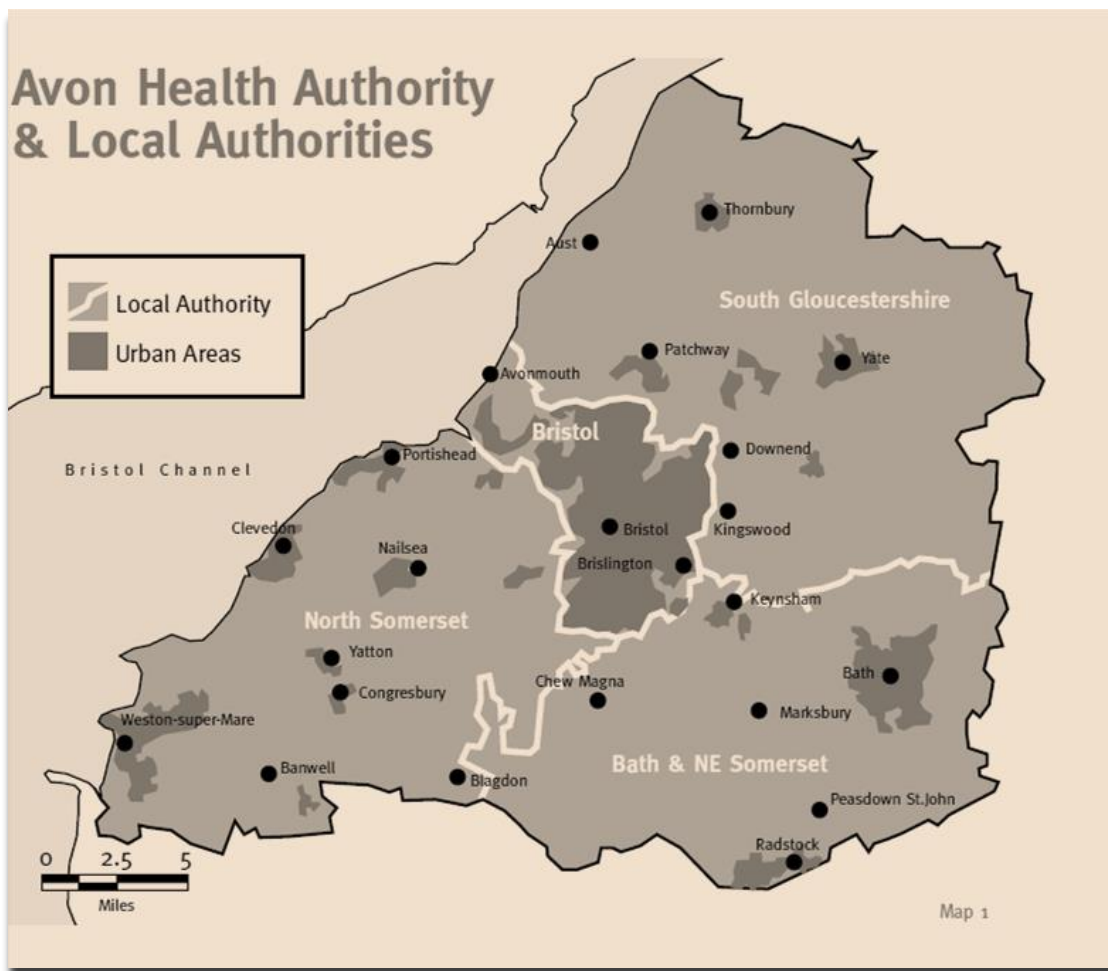 Avon Health Authority
& Local Authorities
Thornbury
Aust
Local Authority
South Gloucestershire
Urban Areas
Patchway
Yate
Avonmouth
Bristol
Downend
Portishead
Bristol Channel
Clevedon
Bristol
Kingswood
Nailsea
Brislington
Keynsham
North Somerset
Yatton
Chew Magna
Bath
Congresbury
Marksbury
Weston-super-Mare
Banwell
Blagdon
Bath & NE Somerset
Peasdown St.John
Radstock
0 2.5 5
Miles
Map 1